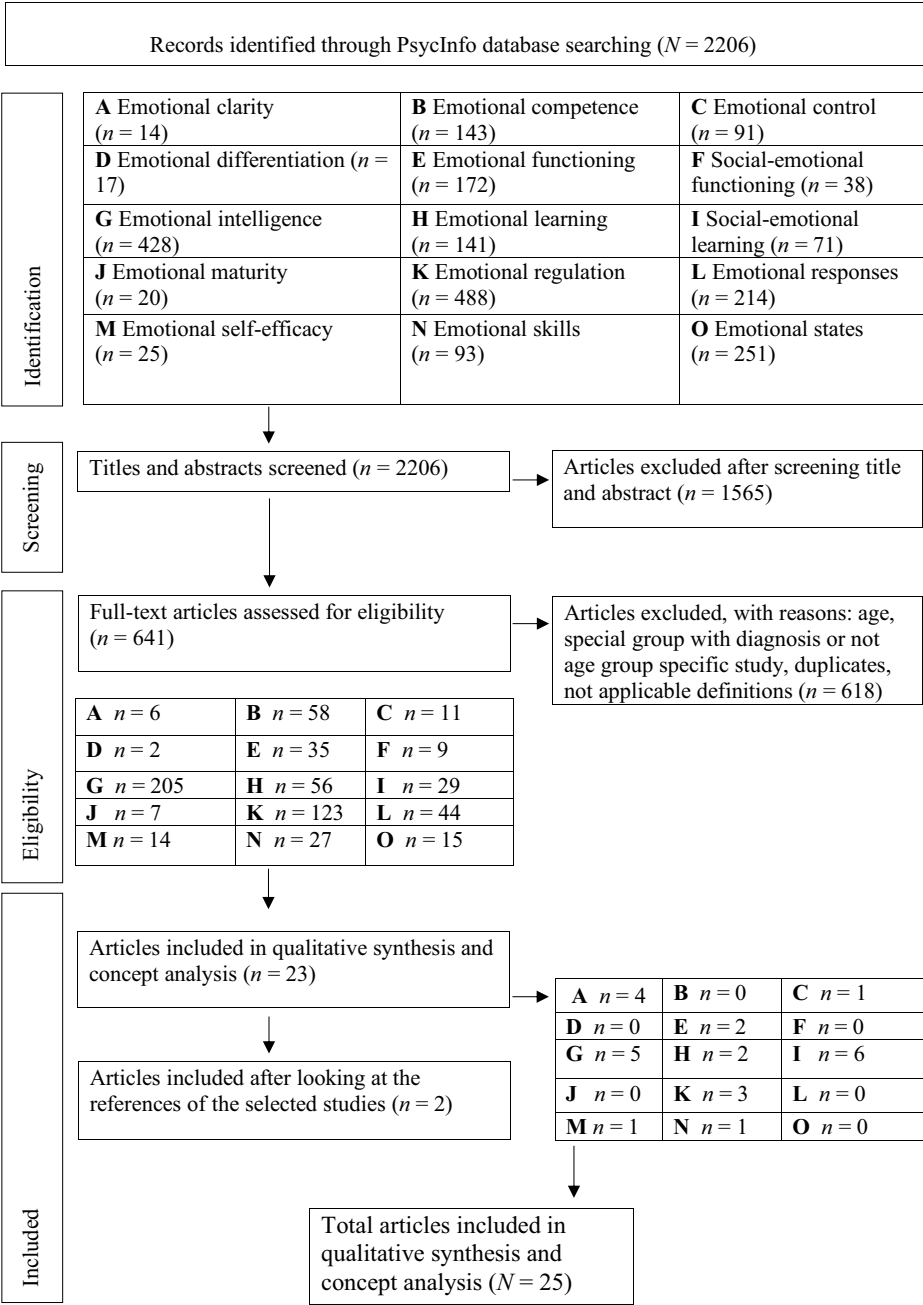 Records identified through PsycInfo database searching (N = 2206)
Identification
A Emotional clarity
(n = 14)
B Emotional competence
(n = 143)
C Emotional control
(n = 91)
D Emotional differentiation (n =
17)
E Emotional functioning
(n = 172)
F Social-emotional
functioning (n = 38)
G Emotional intelligence
(n = 428)
H Emotional learning
(n = 141)
I Social-emotional
learning (n = 71)
J Emotional maturity
(n = 20)
K Emotional regulation
(n = 488)
L Emotional responses
(n = 214)
M Emotional self-efficacy
(n = 25)
N Emotional skills
(n = 93)
O Emotional states
(n = 251)
Screening
Titles and abstracts screened (n = 2206)
Articles excluded after screening title
and abstract (n = 1565)
Eligibility
Full-text articles assessed for eligibility
(n = 641)
Articles excluded, with reasons: age,
special group with diagnosis or not
age group specific study, duplicates,
not applicable definitions (n = 618)
A n = 6
B n = 58
C n = 11
D n = 2
E n = 35
F n = 9
G n = 205
H n = 56
I n = 29
J n = 7
K n = 123
L n = 44
M n = 14
N n = 27
O n = 15
Included
Articles included in qualitative synthesis and
concept analysis (n = 23)
A n = 4
B n = 0
C n = 1
D n = 0
E n = 2
F n = 0
G n = 5
H n = 2
I n = 6
J n = 0
K n = 3
L n = 0
M n = 1
N n = 1
O n = 0
Articles included after looking at the
references of the selected studies (n = 2)
Total articles included in
qualitative synthesis and
concept analysis (N = 25)